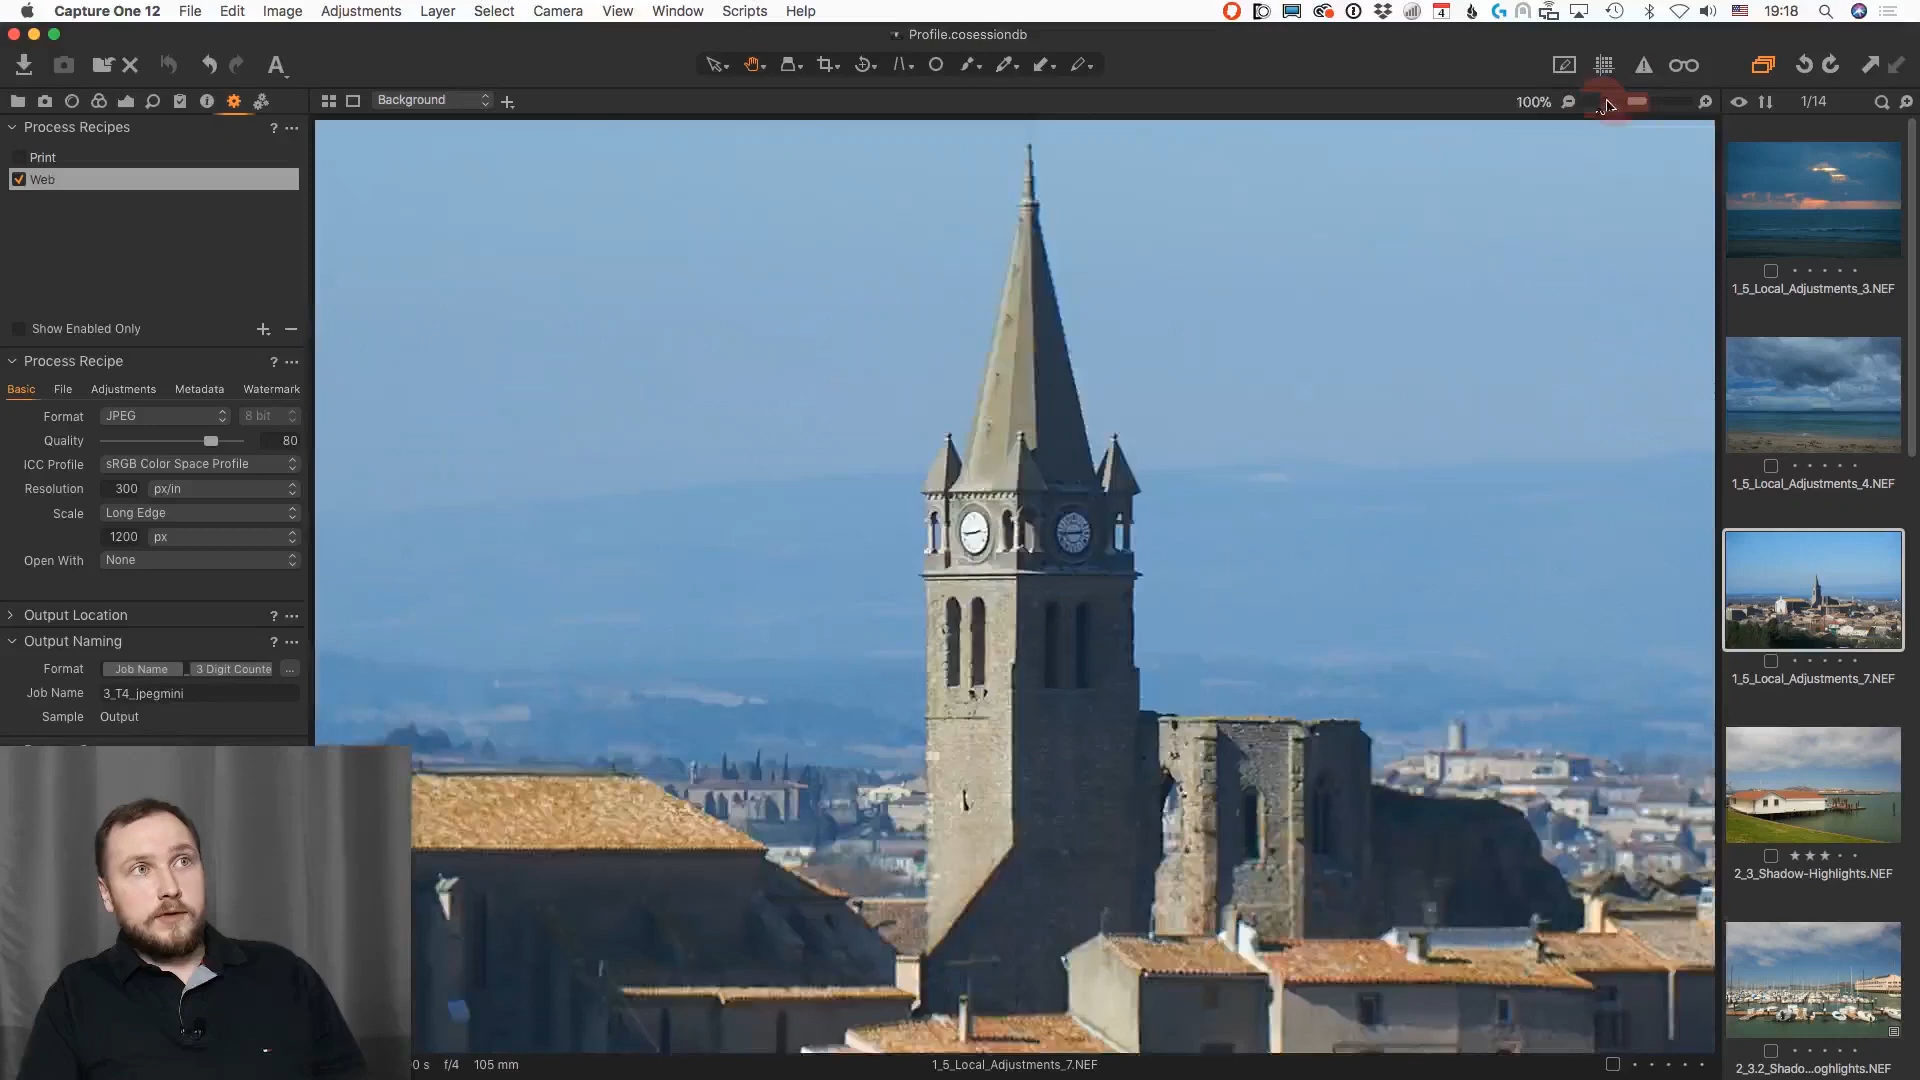 Capture One 12 File Edit Image Adjustments Layer Select Camera View Window Scripts Help 4 19:18
Profile.cosessiondb
A
Background
100%
1/14
Process Recipes ? ...
Print
Web
Show Enabled Only
Process Recipe ? ...
Basic File Adjustments Metadata Watermark
Format JPEG 8 bit
Quality 80
ICC Profile sRGB Color Space Profile
Resolution 300 px/in
Scale Long Edge
1200 px
Open With None
Output Location ? ...
Output Naming ? ...
Format Job Name _ 3 Digit Counte ...
Job Name 3_T4_jpegmini
Sample Output
0 s f/4 105 mm
1_5_Local_Adjustments_7.NEF
1_5_Local_Adjustments_3.NEF
1_5_Local_Adjustments_4.NEF
1_5_Local_Adjustments_7.NEF
2_3_Shadow-Highlights.NEF
2_3.2_Shado...oghlights.NEF